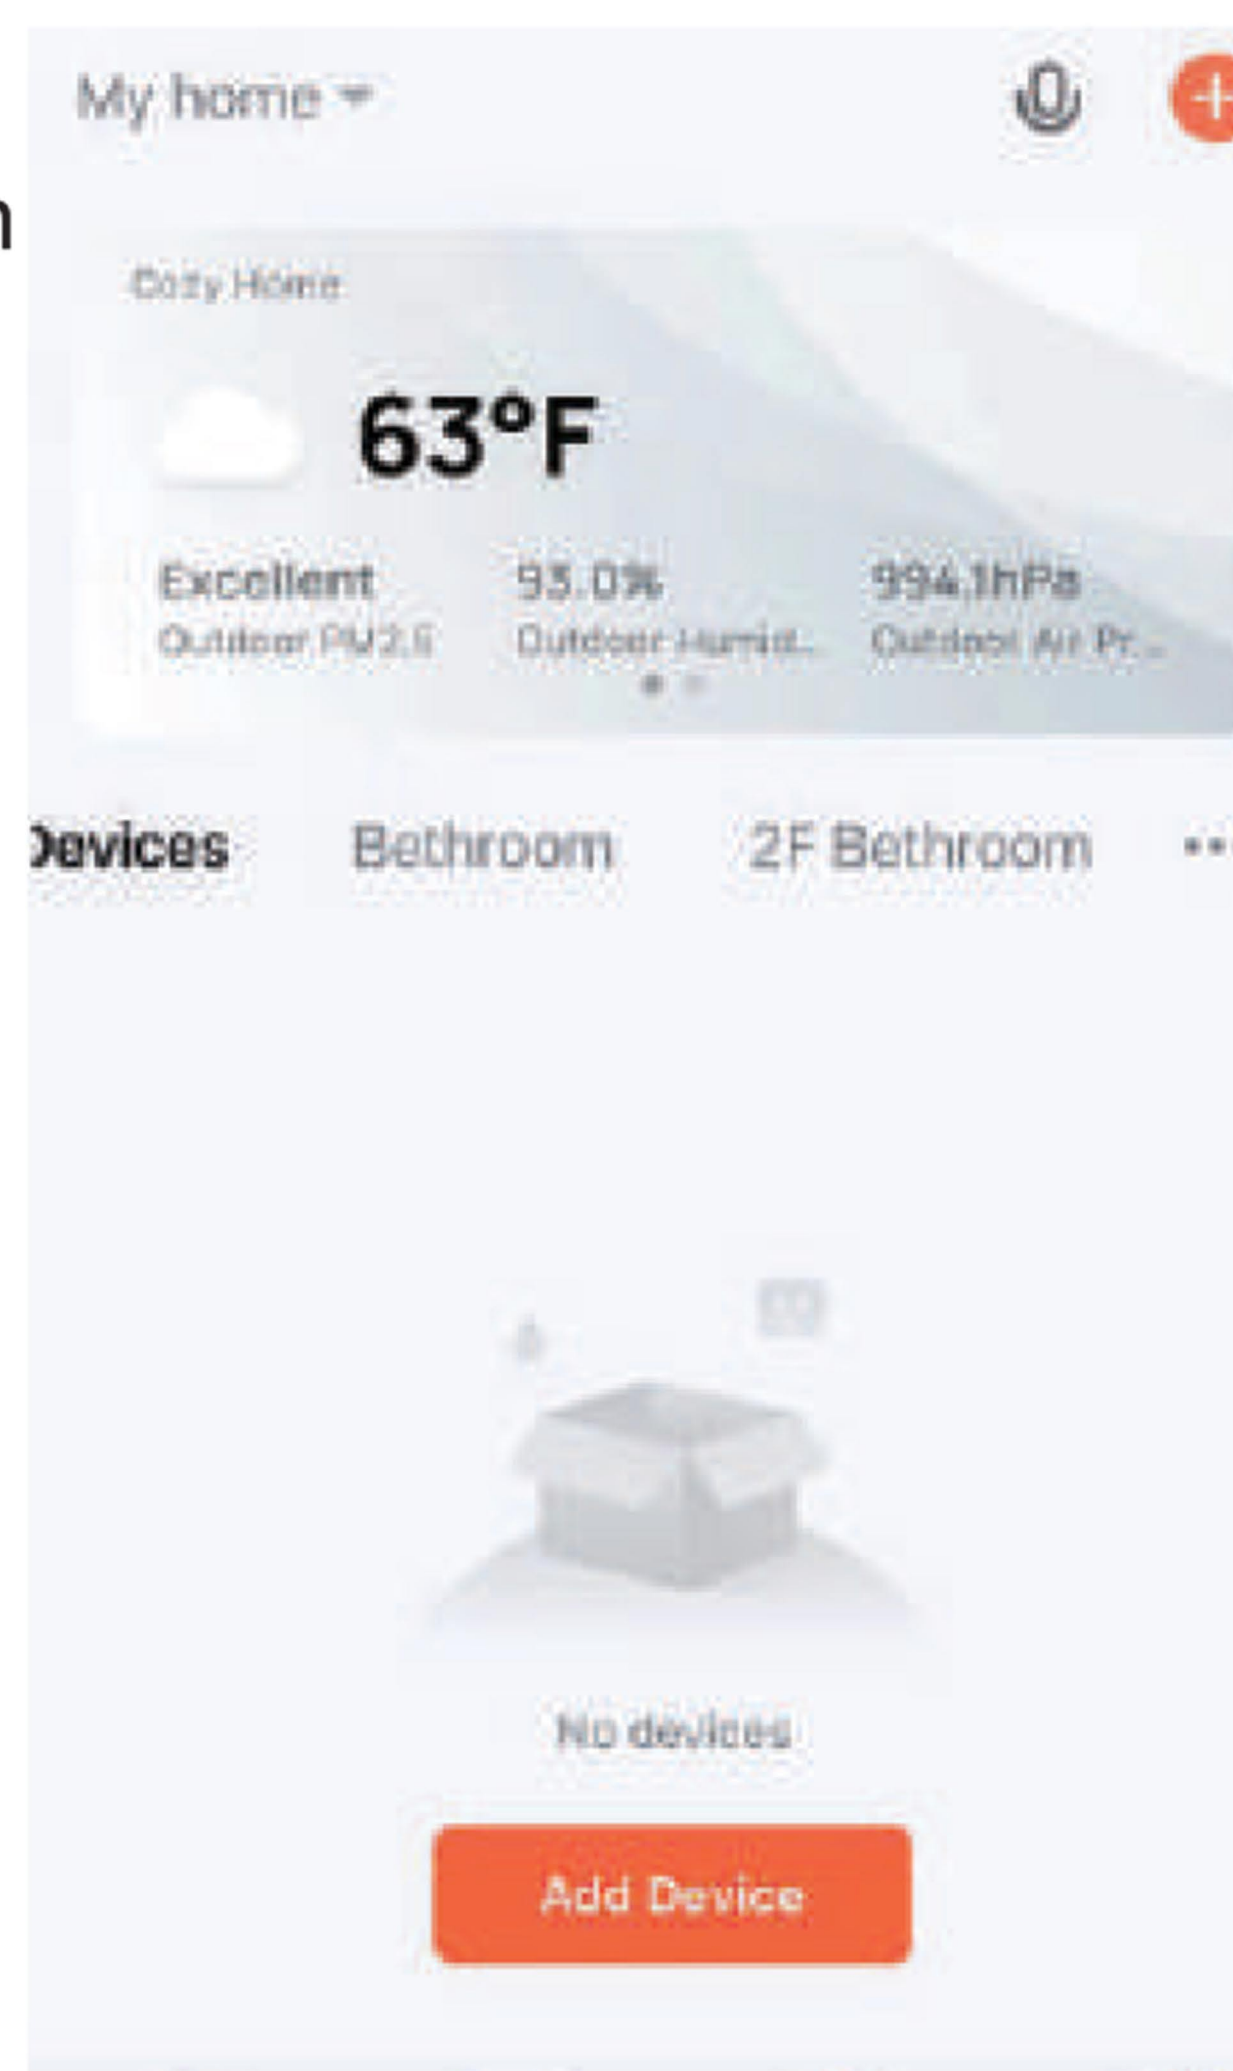 My home
Cozy Home
63°F
Excellent 93.0% 994.1hPa
Outdoor PM2.5 Outdoor Humid... Outdoor Air Pr...
Devices Bethroom 2F Bethroom ...
No devices
Add Device